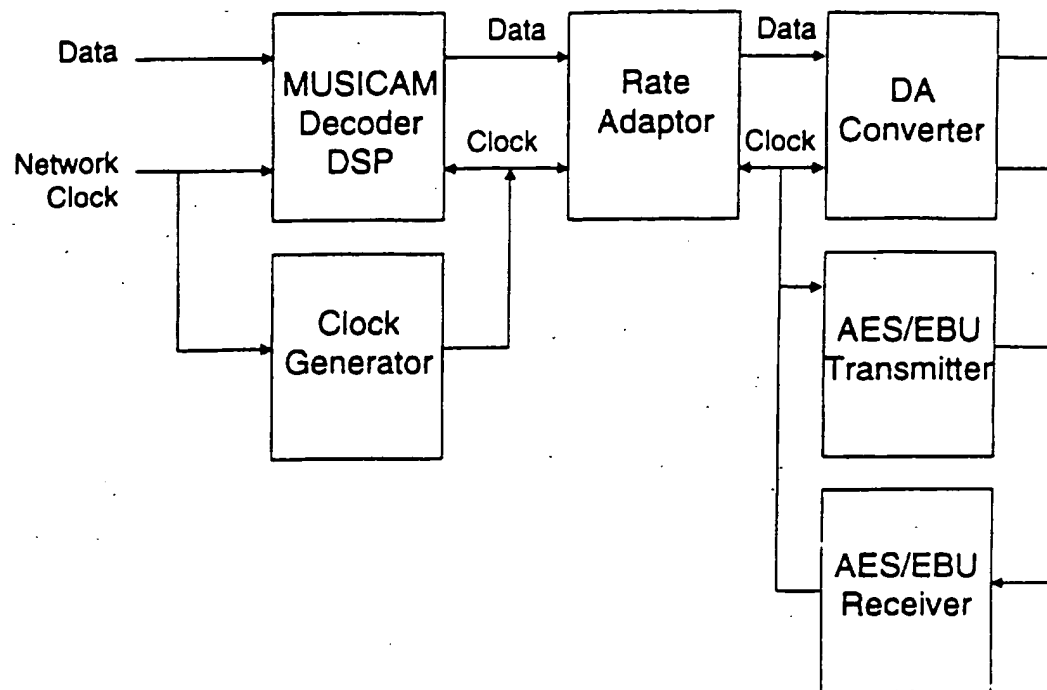 Data
Network
Clock
MUSICAM
Decoder
DSP
Clock
Generator
Data
Clock
Rate
Adaptor
Data
Clock
DA
Converter
AES/EBU
Transmitter
AES/EBU
Receiver